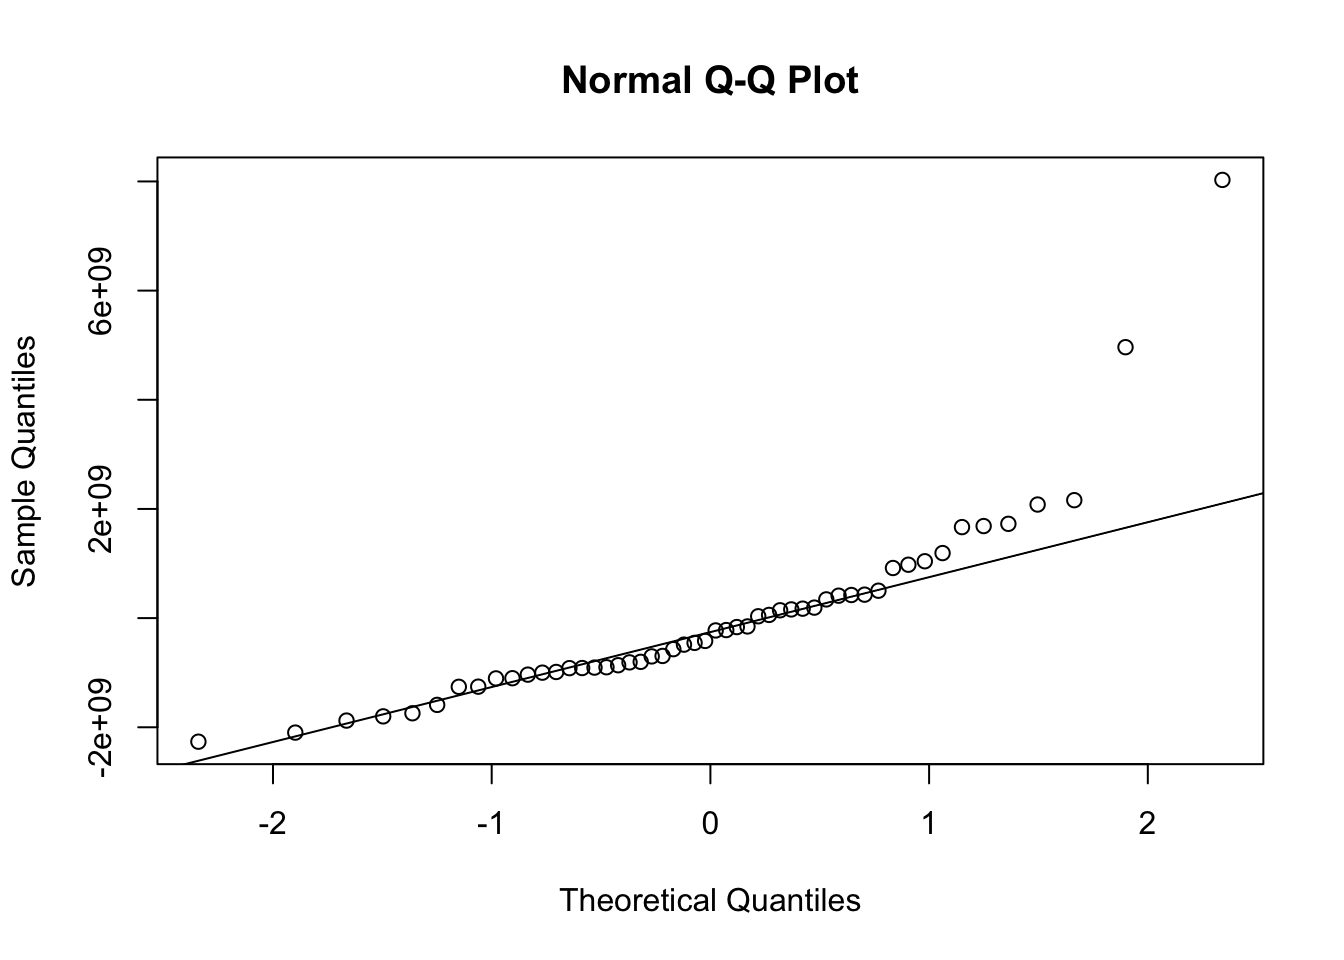 Normal Q-Q Plot
Sample Quantiles
6e+09
2e+09
-2e+09
-2 -1 0 1 2
Theoretical Quantiles